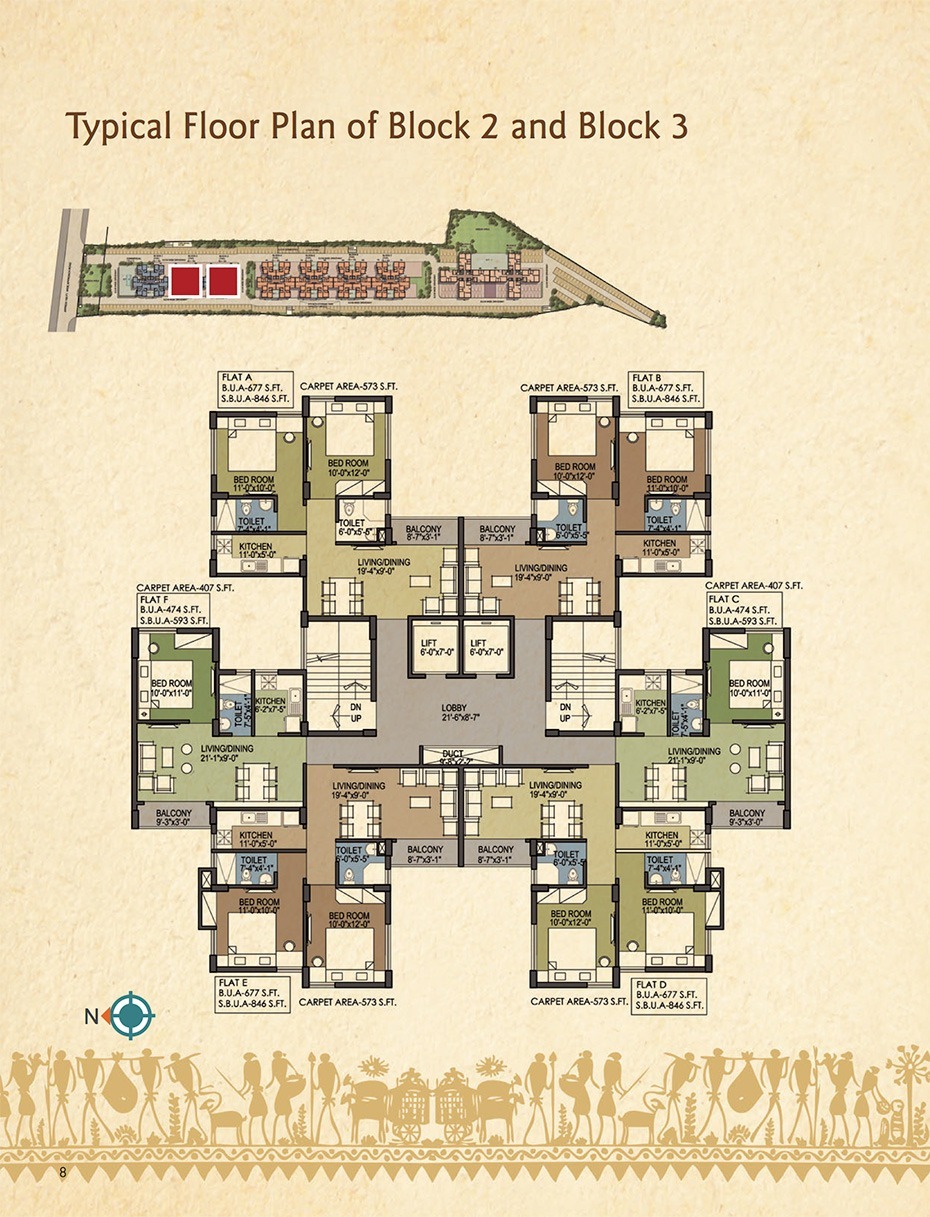 Typical Floor Plan of Block 2 and Block 3
FLAT A
B.U.A-677 S.FT.
S.B.U.A-846 S.FT.
CARPET AREA-573 S.FT.
CARPET AREA-573 S.FT.
FLAT B
B.U.A-677 S.FT.
S.B.U.A-846 S.FT.
BED ROOM
11'-0"x10'-0"
BED ROOM
10'-0"x12'-0"
BED ROOM
10'-0"x12'-0"
BED ROOM
11'-0"x10'-0"
TOILET
7'-4"x4'-1"
TOILET
6'-0"x5'-5"
BALCONY
8'-7"x3'-1"
BALCONY
8'-7"x3'-1"
TOILET
6'-0"x5'-5"
TOILET
7'-4"x4'-1"
KITCHEN
11'-0"x5'-0"
LIVING/DINING
19'-4"x9'-0"
LIVING/DINING
19'-4"x9'-0"
KITCHEN
11'-0"x5'-0"
CARPET AREA-407 S.FT.
FLAT F
B.U.A-474 S.FT.
S.B.U.A-593 S.FT.
CARPET AREA-407 S.FT.
FLAT C
B.U.A-474 S.FT.
S.B.U.A-593 S.FT.
LIFT
6'-0"x7'-0"
LIFT
6'-0"x7'-0"
BED ROOM
10'-0"x11'-0"
TOILET
7'-5"x4'-1"
KITCHEN
6'-2"x7'-5"
DN
UP
LOBBY
21'-6"x8'-7"
DN
UP
KITCHEN
6'-2"x7'-5"
TOILET
7'-5"x4'-1"
BED ROOM
10'-0"x11'-0"
LIVING/DINING
21'-1"x9'-0"
DUCT
9'-8"x2'-7"
LIVING/DINING
21'-1"x9'-0"
LIVING/DINING
19'-4"x9'-0"
LIVING/DINING
19'-4"x9'-0"
BALCONY
9'-3"x3'-0"
BALCONY
9'-3"x3'-0"
KITCHEN
11'-0"x5'-0"
TOILET
6'-0"x5'-5"
BALCONY
8'-7"x3'-1"
BALCONY
8'-7"x3'-1"
TOILET
6'-0"x5'-5"
KITCHEN
11'-0"x5'-0"
TOILET
7'-4"x4'-1"
TOILET
7'-4"x4'-1"
BED ROOM
11'-0"x10'-0"
BED ROOM
10'-0"x12'-0"
BED ROOM
10'-0"x12'-0"
BED ROOM
11'-0"x10'-0"
FLAT E
B.U.A-677 S.FT.
S.B.U.A-846 S.FT.
CARPET AREA-573 S.FT.
CARPET AREA-573 S.FT.
FLAT D
B.U.A-677 S.FT.
S.B.U.A-846 S.FT.
N
8